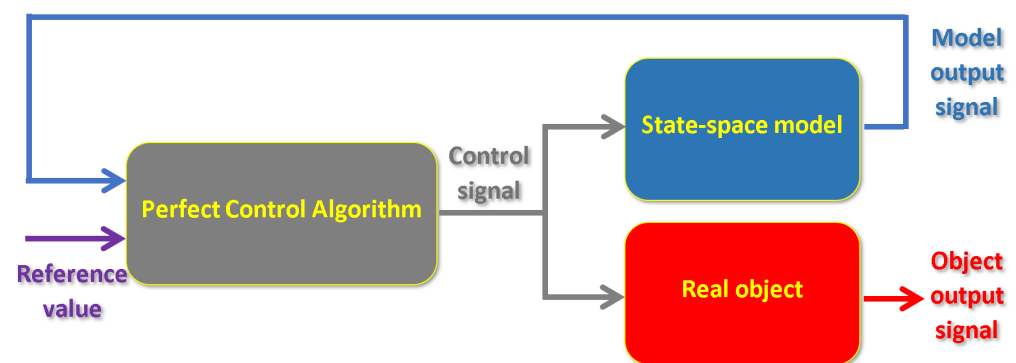 Model
output
signal
State-space model
Control
signal
Perfect Control Algorithm
Reference
value
Real object
Object
output
signal